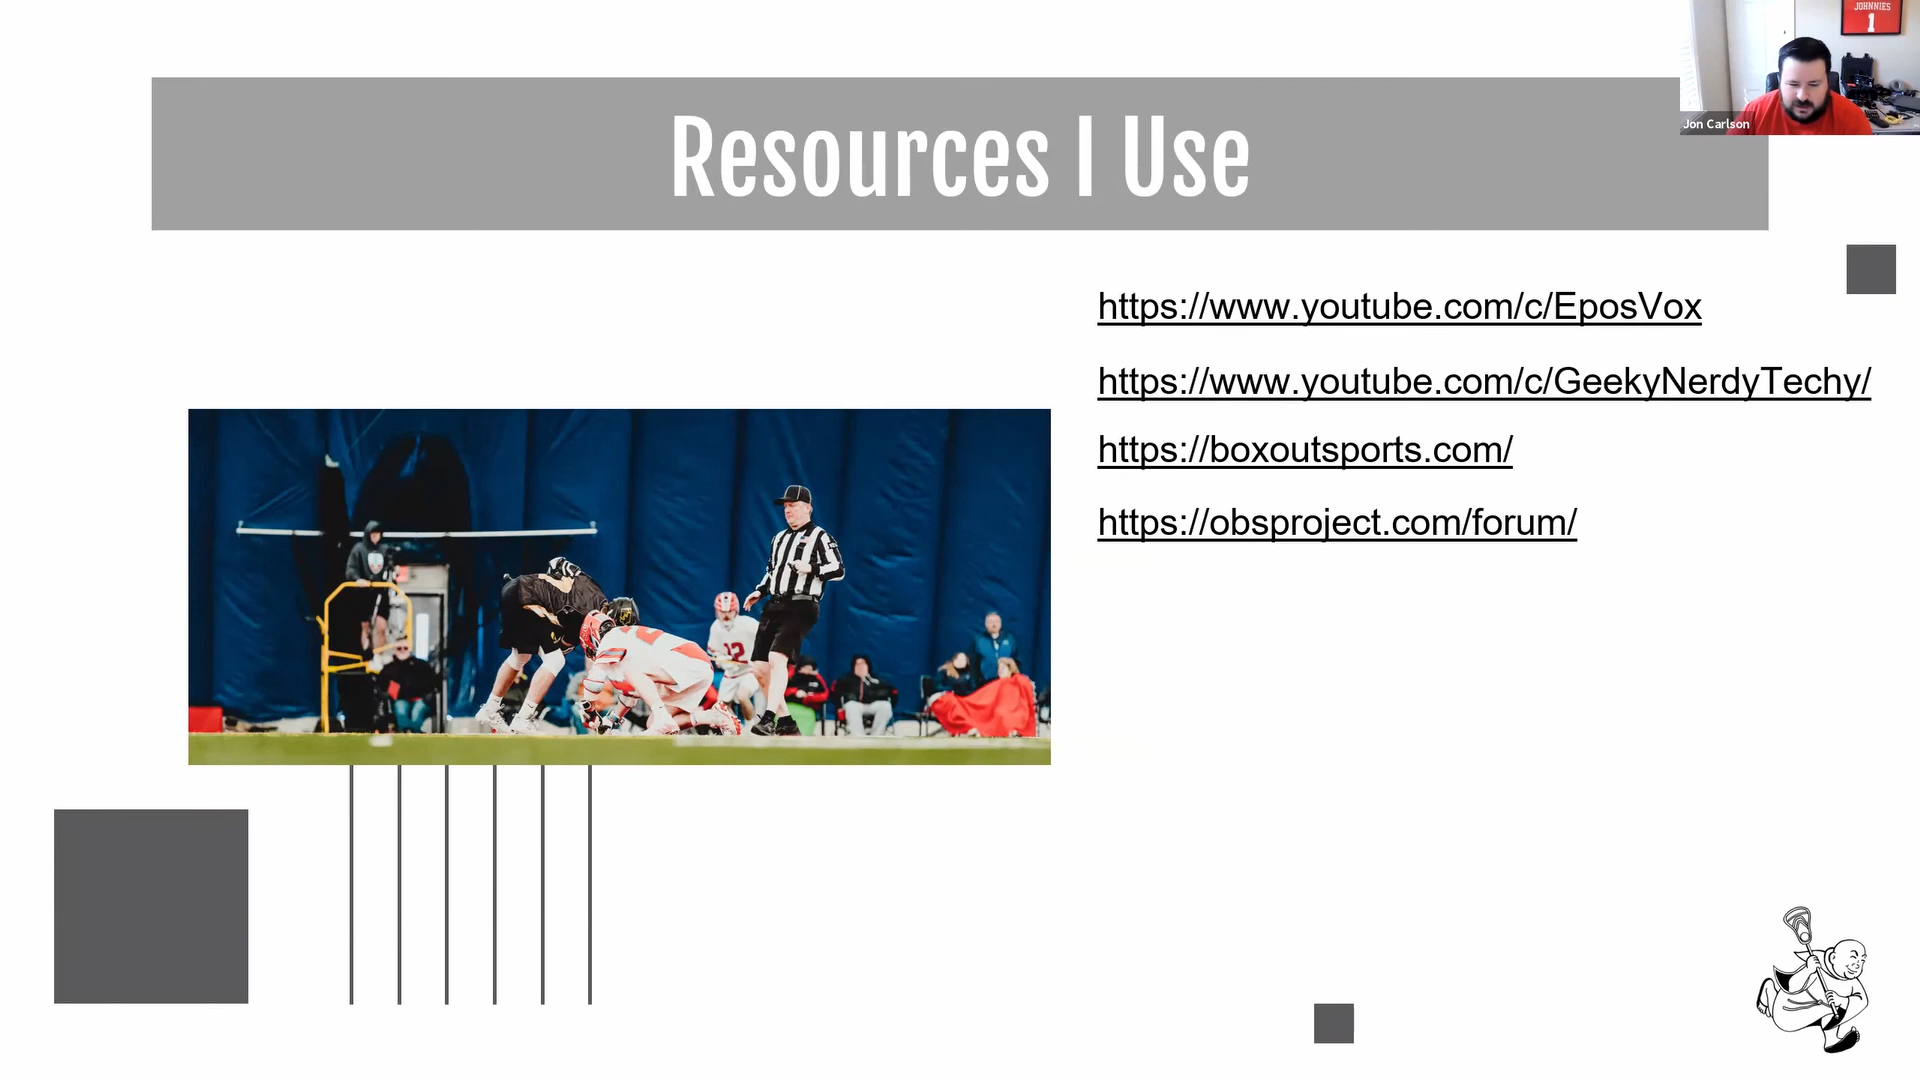 JOHNNIES
1
Jon Carlson
Resources I Use
https://www.youtube.com/c/EposVox
https://www.youtube.com/c/GeekyNerdyTechy/
https://boxoutsports.com/
https://obsproject.com/forum/
12